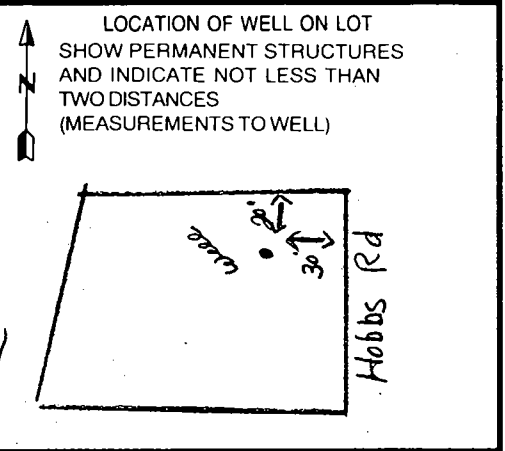 LOCATION OF WELL ON LOT
SHOW PERMANENT STRUCTURES
AND INDICATE NOT LESS THAN
TWO DISTANCES
(MEASUREMENTS TO WELL)
N
20'
well
30'
Hobbs Rd